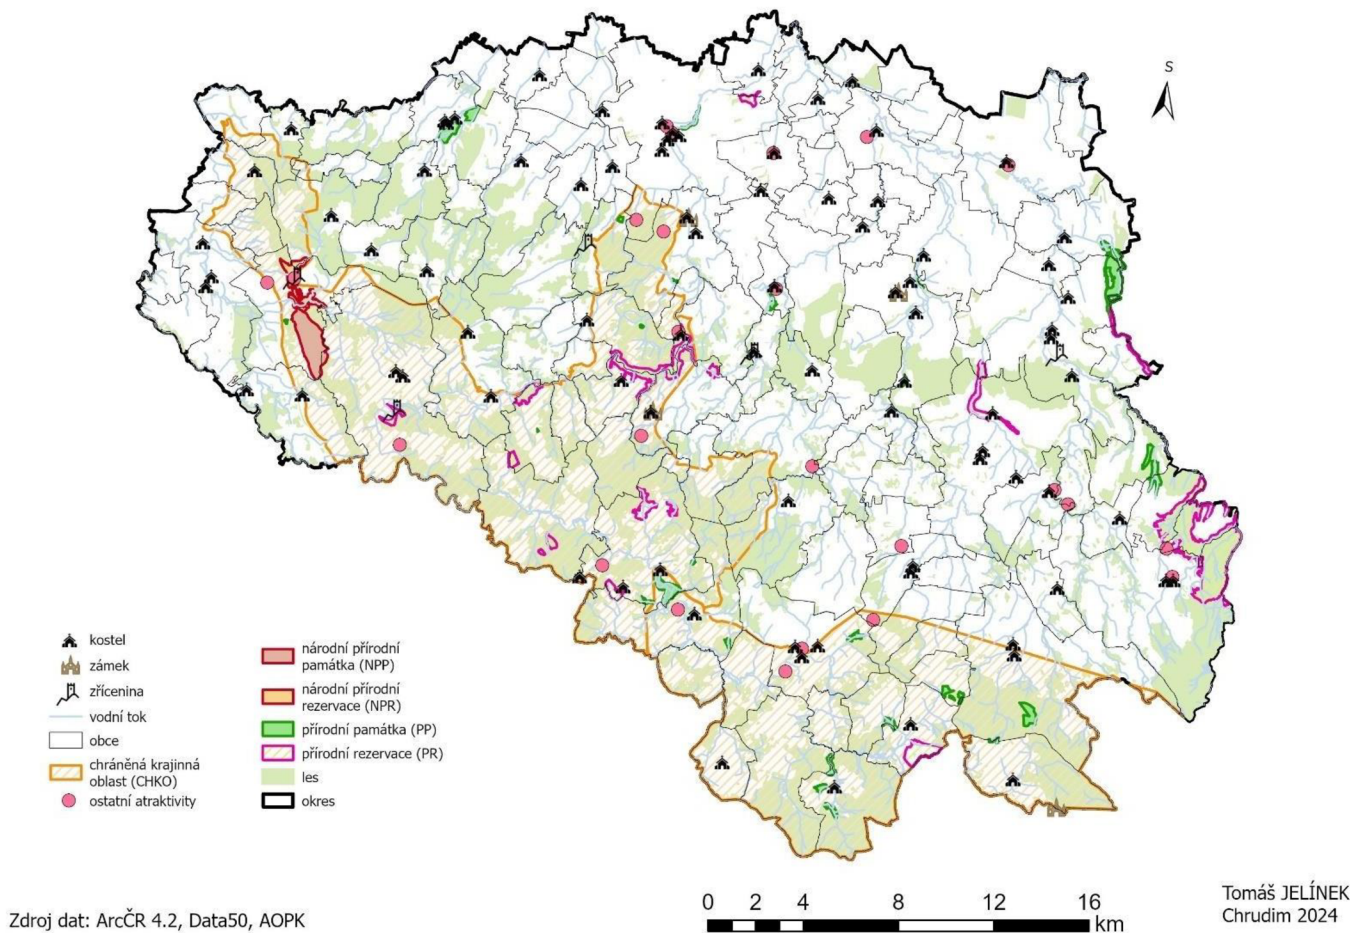 S
kostel
zámek
zřícenina
vodní tok
obce
chráněná krajinná
oblast (CHKO)
ostatní atraktivity
národní přírodní
památka (NPP)
národní přírodní
rezervace (NPR)
přírodní památka (PP)
přírodní rezervace (PR)
les
okres
Zdroj dat: ArcČR 4.2, Data50, AOPK
0 2 4 8 12 16
km
Tomáš JELÍNEK
Chrudim 2024